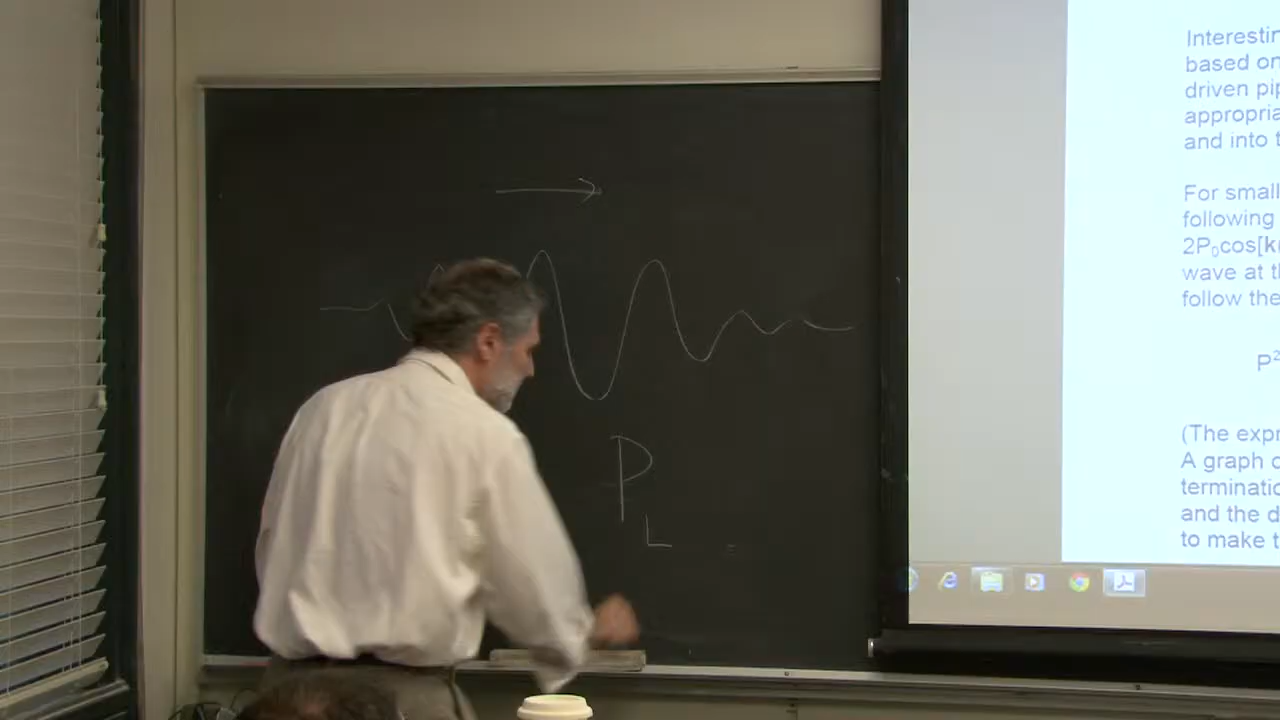 P
L
Interestin
based on
driven pip
appropria
and into t
For small
following
2P₀cos[k
wave at t
follow the
P²
(The expr
A graph o
terminatio
and the d
to make t